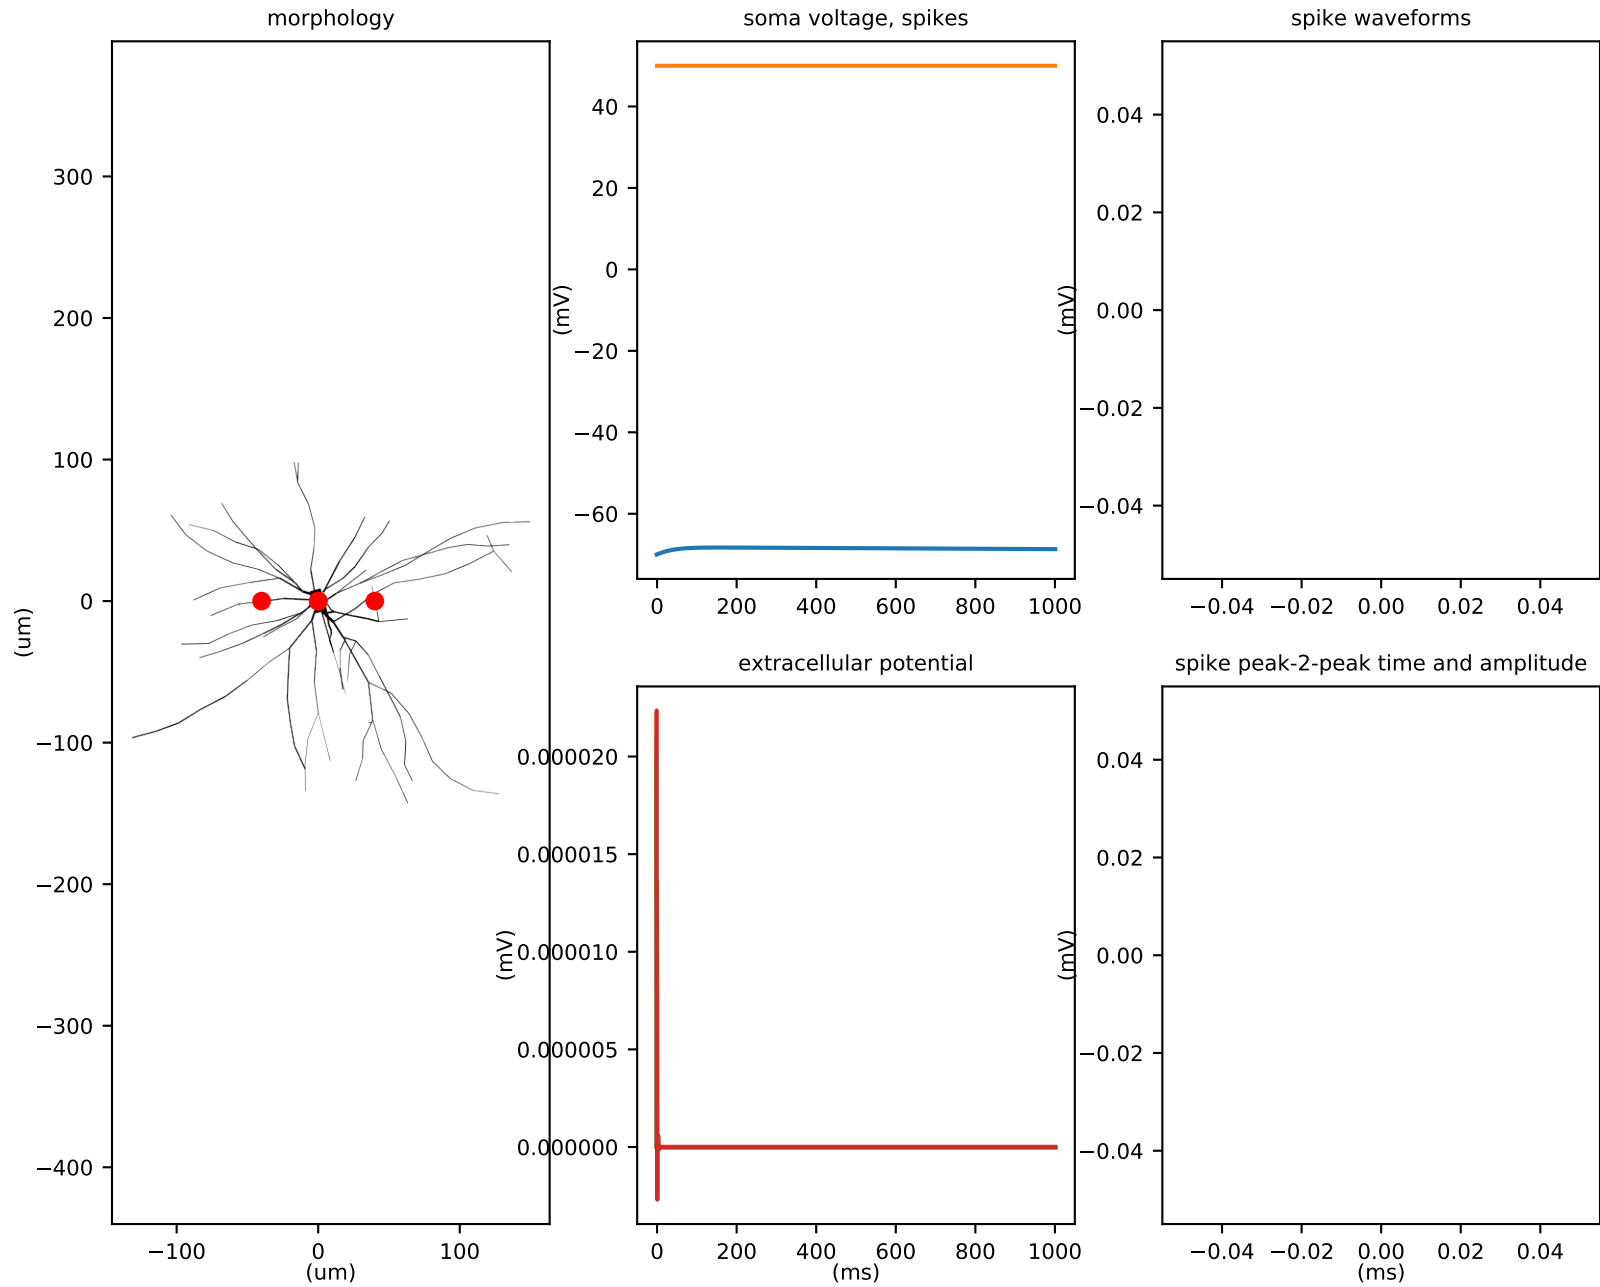 morphology
300
200
100
0
−100
−200
−300
−400
(um)
−100 0 100
(um)
soma voltage, spikes
40
20
0
−20
−40
−60
(mV)
0 200 400 600 800 1000
spike waveforms
0.04
0.02
0.00
−0.02
−0.04
(mV)
−0.04 −0.02 0.00 0.02 0.04
extracellular potential
0.000020
0.000015
0.000010
0.000005
0.000000
(mV)
0 200 400 600 800 1000
(ms)
spike peak-2-peak time and amplitude
0.04
0.02
0.00
−0.02
−0.04
(mV)
−0.04 −0.02 0.00 0.02 0.04
(ms)